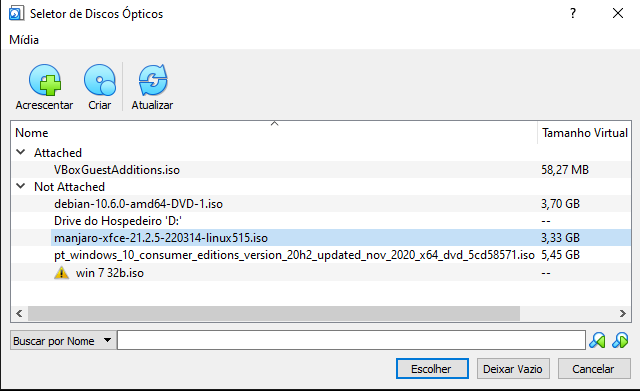 Seletor de Discos Ópticos ?
Mídia
Acrescentar Criar Atualizar
Nome Tamanho Virtual
Attached
VBoxGuestAdditions.iso 58,27 MB
Not Attached
debian-10.6.0-amd64-DVD-1.iso 3,70 GB
Drive do Hospedeiro 'D:' --
manjaro-xfce-21.2.5-220314-linux515.iso 3,33 GB
pt_windows_10_consumer_editions_version_20h2_updated_nov_2020_x64_dvd_5cd58571.iso 5,45 GB
win 7 32b.iso --
Buscar por Nome
Escolher Deixar Vazio Cancelar